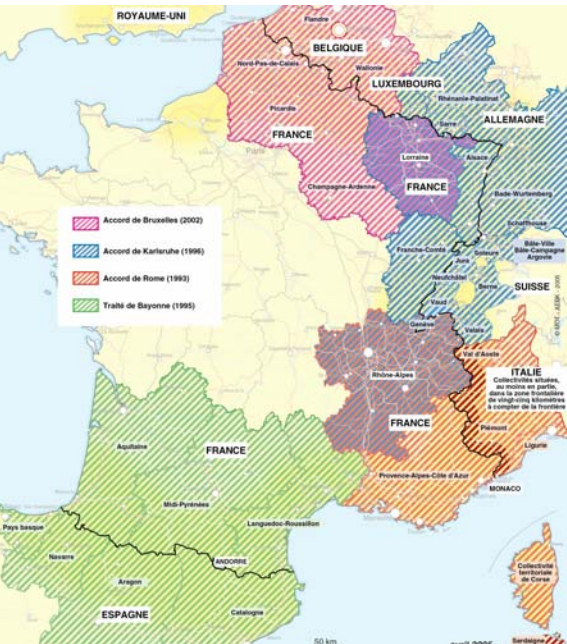 ROYAUME-UNI
Flandre
BELGIQUE
Nord-Pas-de-Calais
Wallonie
LUXEMBOURG
Rhénanie-Palatinat
Picardie
Sarre
ALLEMAGNE
FRANCE
Paris
Lorraine
Alsace
Champagne-Ardenne
FRANCE
Bade-Wurtemberg
Accord de Bruxelles (2002)
Accord de Karlsruhe (1996)
Accord de Rome (1993)
Traité de Bayonne (1995)
Schaffhouse
Franche-Comté
Bâle-Ville
Bâle-Campagne
Argovie
Soleure
Jura
Neufchâtel
Berne
SUISSE
Vaud
Genève
Valais
Val d'Aoste
Rhône-Alpes
ITALIE
Collectivités situées,
au moins en partie,
dans la zone frontalière
de vingt-cinq kilomètres
à compter de la frontière
FRANCE
Piémont
Ligurie
Aquitaine
FRANCE
Provence-Alpes-Côte d'Azur
MONACO
Midi-Pyrénées
Languedoc-Roussillon
Pays basque
Navarre
ANDORRE
Aragon
Collectivité
territoriale
de Corse
ESPAGNE
Catalogne
50 km
avril 2005
Sardaigne